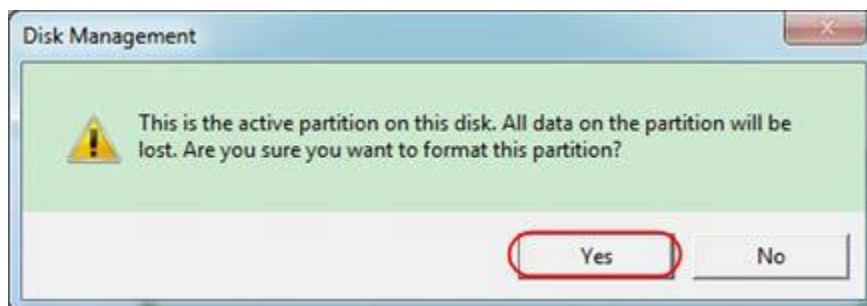 Disk Management
This is the active partition on this disk. All data on the partition will be
lost. Are you sure you want to format this partition?
Yes No